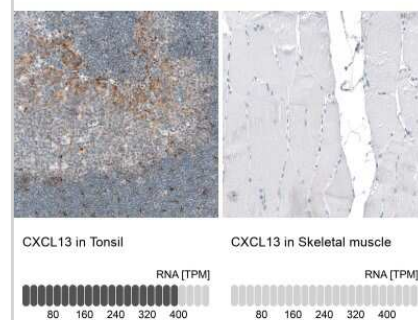 CXCL13 in Tonsil
CXCL13 in Skeletal muscle
RNA [TPM]
RNA [TPM]
80 160 240 320 400
80 160 240 320 400